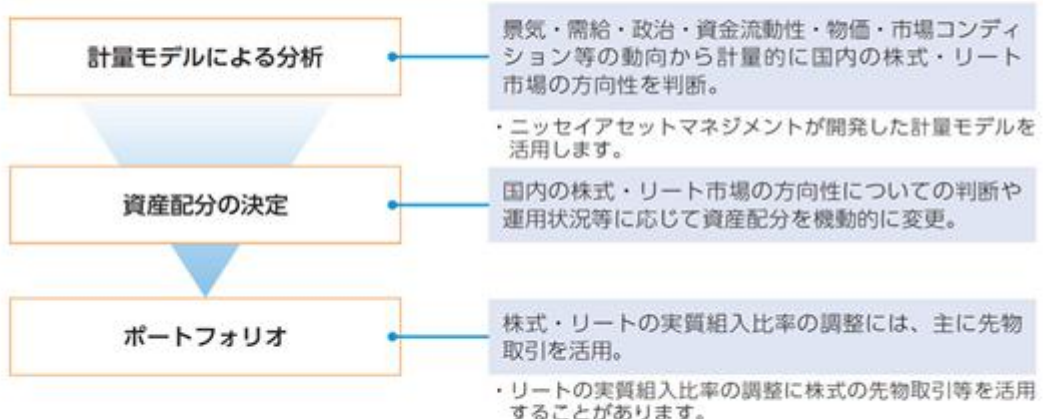 計量モデルによる分析
景気・需給・政治・資金流動性・物価・市場コンディ
ション等の動向から計量的に国内の株式・リート
市場の方向性を判断。
・ニッセイアセットマネジメントが開発した計量モデルを
活用します。
資産配分の決定
国内の株式・リート市場の方向性についての判断や
運用状況等に応じて資産配分を機動的に変更。
ポートフォリオ
株式・リートの実質組入比率の調整には、主に先物
取引を活用。
・リートの実質組入比率の調整に株式の先物取引等を活用
することがあります。